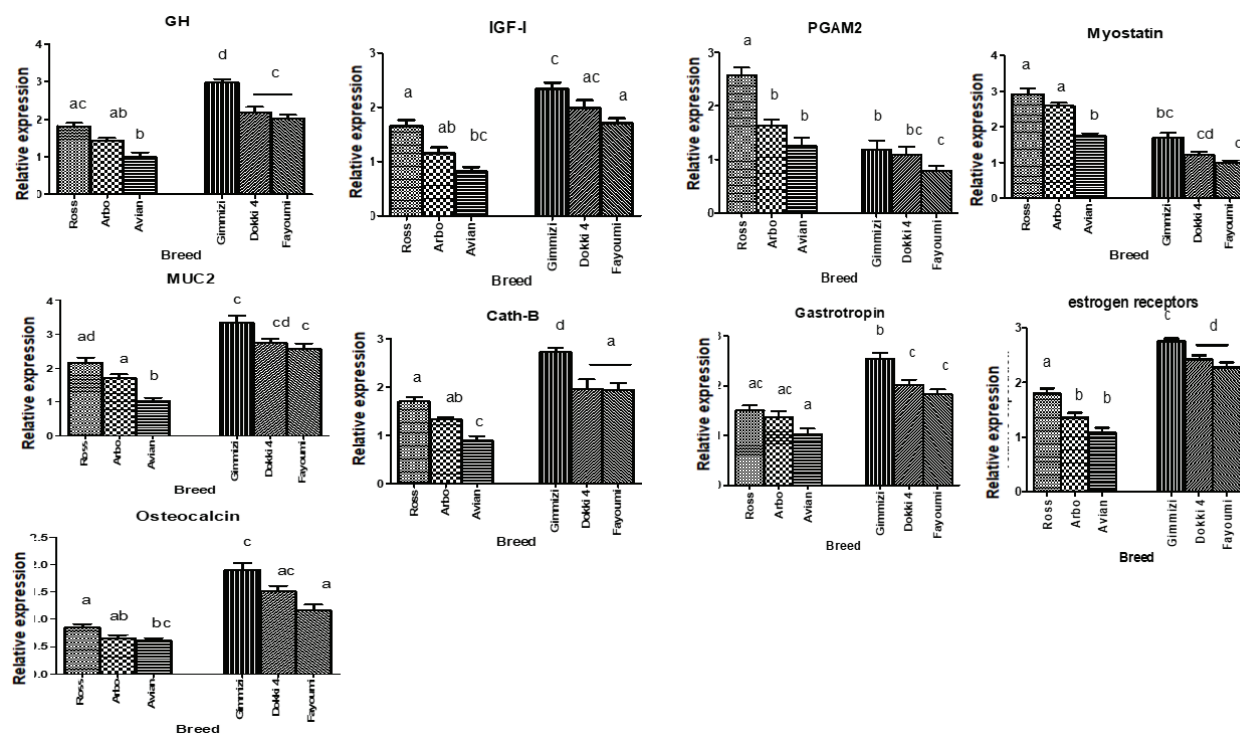 GH
Relative expression
4
3
2
1
ac
ab
b
d
c
Ross
Arbo
Avian
Gimmizi
Dokki 4
Fayoumi
Breed
IGF-I
Relative expression
3
2
1
0
a
ab
bc
c
ac
a
Ross
Arbo
Avian
Gimmizi
Dokki 4
Fayoumi
Breed
PGAM2
Relative expression
3
2
1
0
a
b
b
b
bc
c
Ross
Arbo
Avian
Gimmizi
Dokki 4
Fayoumi
Breed
Myostatin
Relative expression
4
3
2
1
0
a
a
b
bc
cd
Ross
Arbo
Avian
Gimmizi
Dokki 4
Fayoumi
Breed
MUC2
Relative expression
4
3
2
1
0
ad
a
b
c
cd
c
Ross
Arbo
Avian
Gimmizi
Dokki 4
Fayoumi
Breed
Cath-B
Relative expression
3
2
1
0
a
ab
c
d
a
Ross
Arbo
Avian
Gimmizi
Dokki 4
Fayoumi
Breed
Gastrotropin
Relative expression
ac
ac
a
b
c
c
Ross
Arbo
Avian
Gimmizi
Dokki 4
Fayoumi
Breed
estrogen receptors
Relative expression
3
2
1
0
a
b
b
c
d
Ross
Arbo
Avian
Gimmizi
Dokki 4
Fayoumi
Breed
Osteocalcin
Relative expression
a
ab
bc
c
ac
a
Ross
Arbo
Avian
Gimmizi
Dokki 4
Fayoumi
Breed